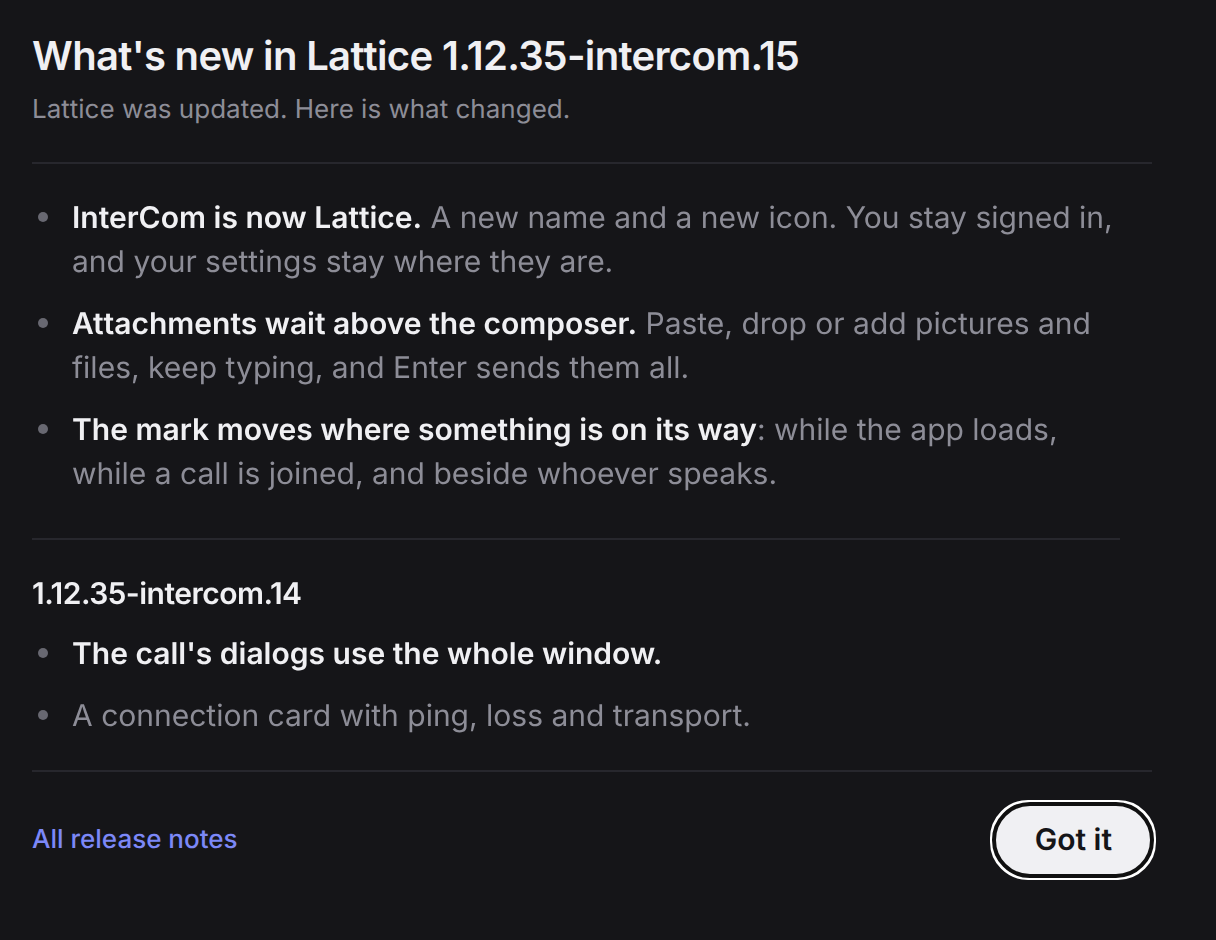 What's new in Lattice 1.12.35-intercom.15
Lattice was updated. Here is what changed.
InterCom is now Lattice. A new name and a new icon. You stay signed in,
and your settings stay where they are.
Attachments wait above the composer. Paste, drop or add pictures and
files, keep typing, and Enter sends them all.
The mark moves where something is on its way: while the app loads,
while a call is joined, and beside whoever speaks.
1.12.35-intercom.14
The call's dialogs use the whole window.
A connection card with ping, loss and transport.
All release notes
Got it